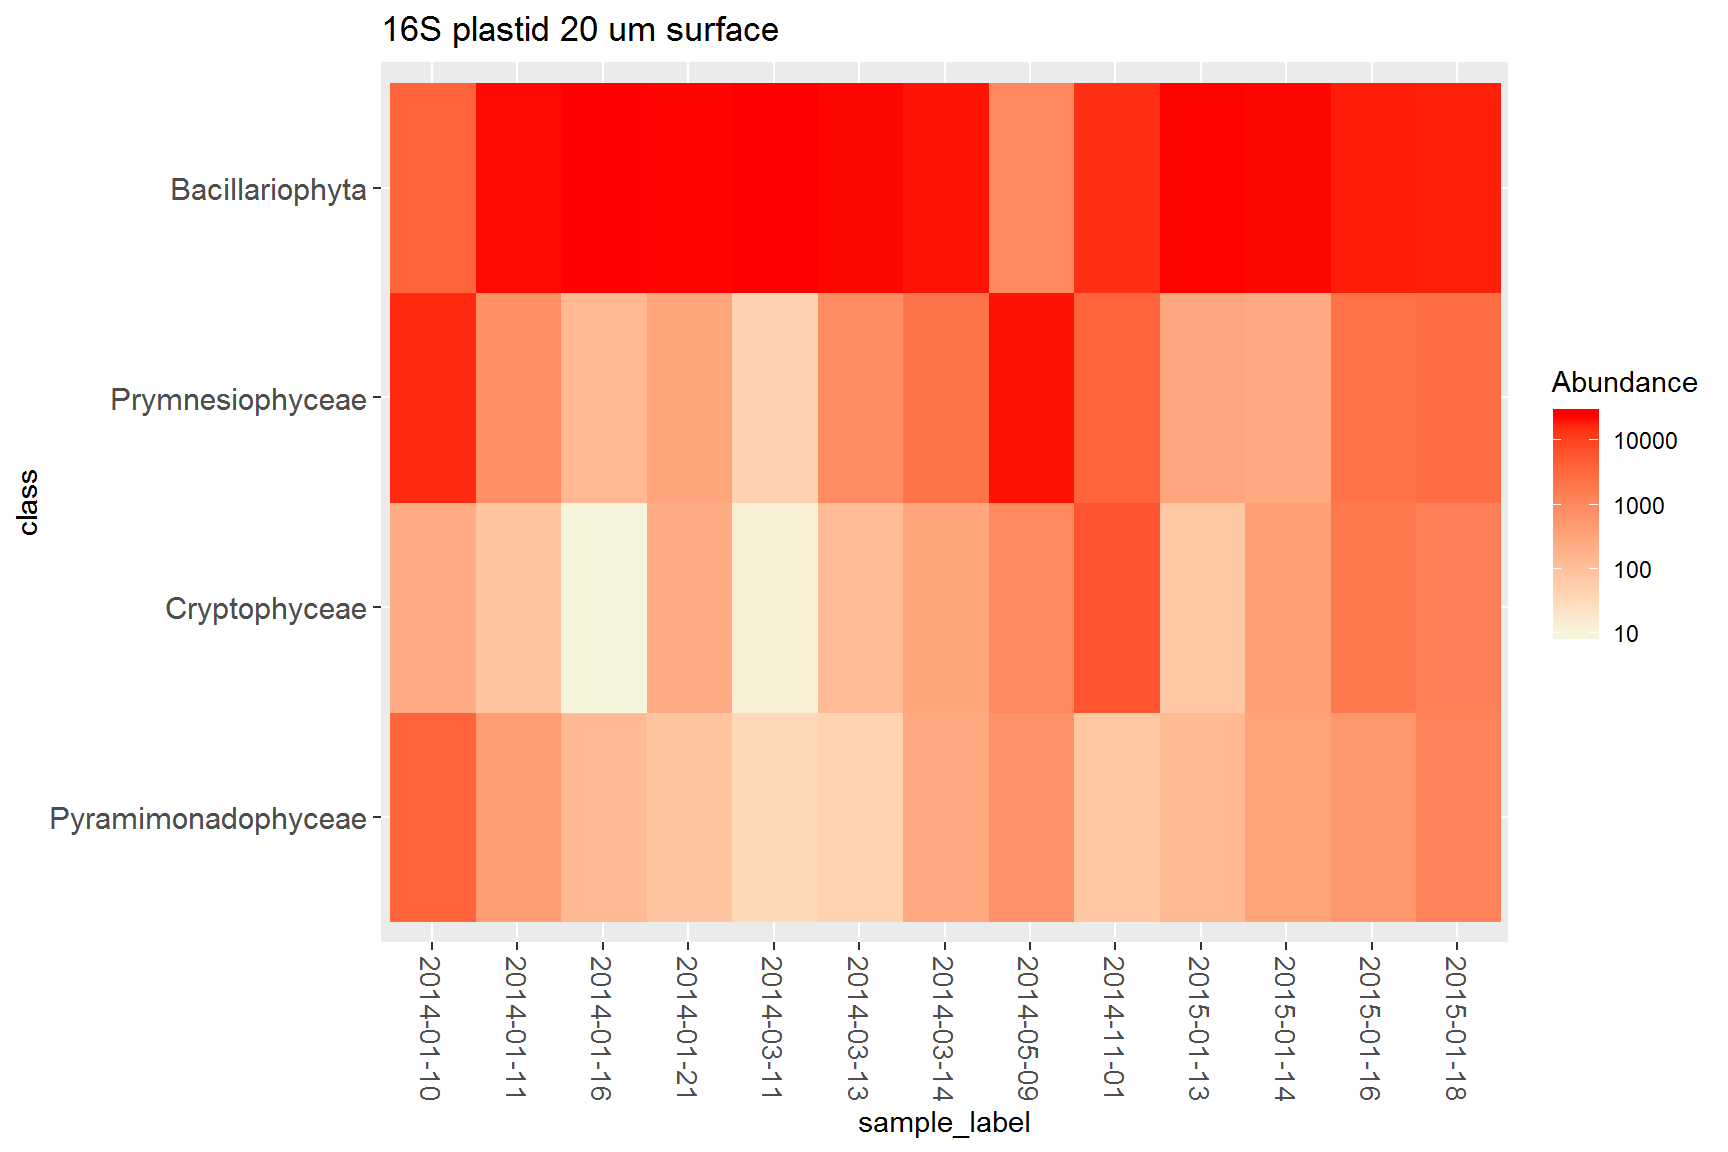 16S plastid 20 um surface
class
Bacillariophyta
Prymnesiophyceae
Cryptophyceae
Pyramimonadophyceae
2014-01-10
2014-01-11
2014-01-16
2014-01-21
2014-03-11
2014-03-13
2014-03-14
2014-05-09
2014-11-01
2015-01-13
2015-01-14
2015-01-16
2015-01-18
sample_label
Abundance
10000
1000
100
10